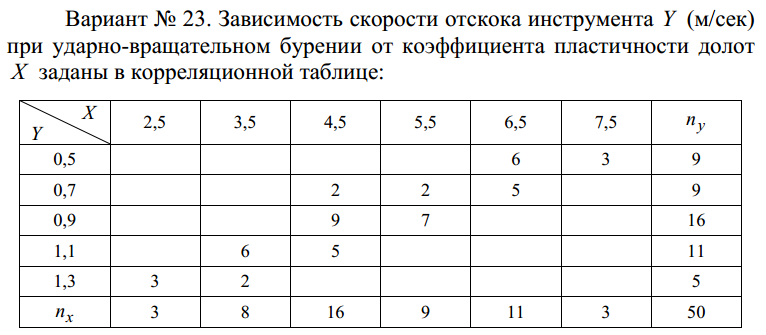 Вариант № 23. Зависимость скорости отскока инструмента Y (м/сек)
при ударно-вращательном бурении от коэффициента пластичности долот
X заданы в корреляционной таблице:
X
Y 2,5 3,5 4,5 5,5 6,5 7,5 n_y
0,5 6 3 9
0,7 2 2 5 9
0,9 9 7 16
1,1 6 5 11
1,3 3 2 5
n_x 3 8 16 9 11 3 50